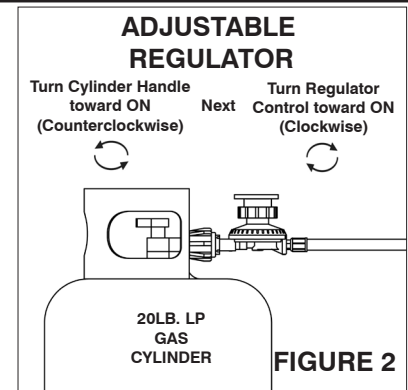 ADJUSTABLE
REGULATOR
Turn Cylinder Handle
toward ON
(Counterclockwise)
Next
Turn Regulator
Control toward ON
(Clockwise)
20LB. LP
GAS
CYLINDER
FIGURE 2